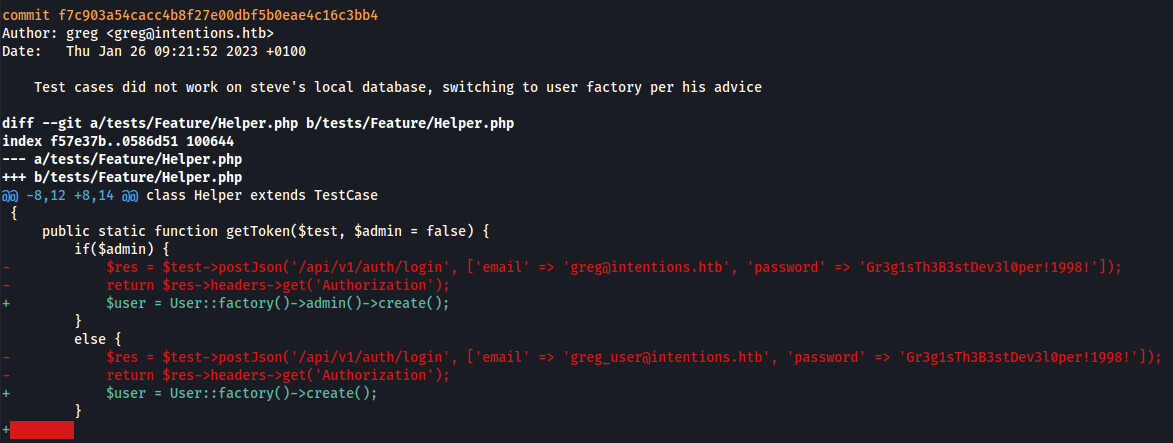 commit f7c903a54cacc4b8f27e00dbf5b0eae4c16c3bb4
Author: greg <greg@intentions.htb>
Date:   Thu Jan 26 09:21:52 2023 +0100

    Test cases did not work on steve's local database, switching to user factory per his advice

diff --git a/tests/Feature/Helper.php b/tests/Feature/Helper.php
index f57e37b..0586d51 100644
--- a/tests/Feature/Helper.php
+++ b/tests/Feature/Helper.php
@@ -8,12 +8,14 @@ class Helper extends TestCase
 {
     public static function getToken($test, $admin = false) {
         if($admin) {
-            $res = $test->postJson('/api/v1/auth/login', ['email' => 'greg@intentions.htb', 'password' => 'Gr3g1sTh3B3stDev3l0per!1998!']);
-            return $res->headers->get('Authorization');
+            $user = User::factory()->admin()->create();
         }
         else {
-            $res = $test->postJson('/api/v1/auth/login', ['email' => 'greg_user@intentions.htb', 'password' => 'Gr3g1sTh3B3stDev3l0per!1998!']);
-            return $res->headers->get('Authorization');
+            $user = User::factory()->create();
         }
+